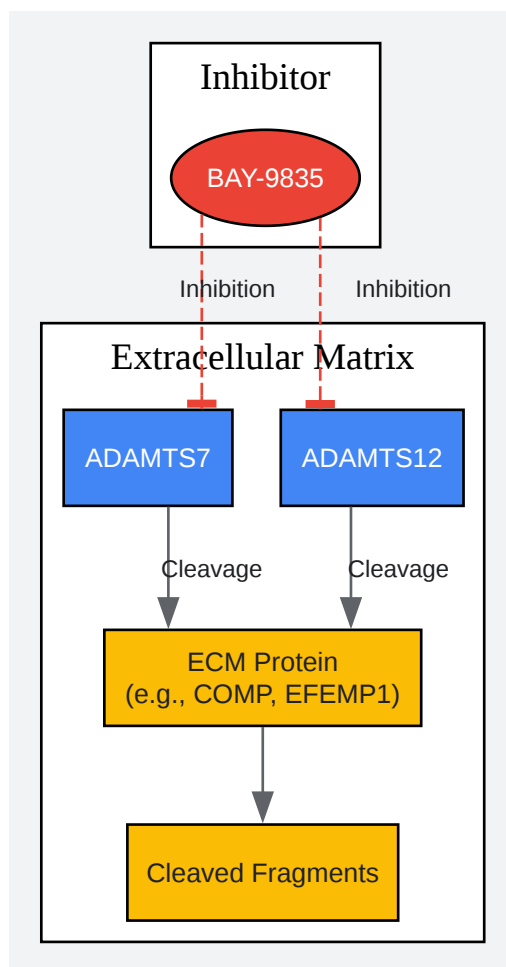 Inhibitor
BAY-9835
Inhibition
Inhibition
Extracellular Matrix
ADAMTS7
ADAMTS12
Cleavage
Cleavage
ECM Protein
(e.g., COMP, EFEMP1)
Cleaved Fragments